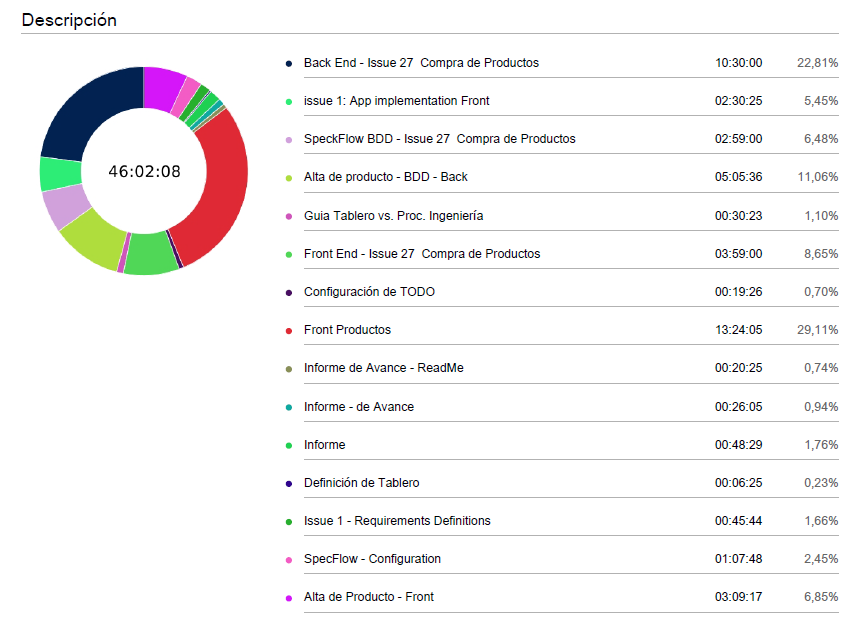 Descripción
46:02:08
Back End - Issue 27  Compra de Productos 10:30:00 22,81%
issue 1: App implementation Front 02:30:25 5,45%
SpeckFlow BDD - Issue 27  Compra de Productos 02:59:00 6,48%
Alta de producto - BDD - Back 05:05:36 11,06%
Guia Tablero vs. Proc. Ingeniería 00:30:23 1,10%
Front End - Issue 27  Compra de Productos 03:59:00 8,65%
Configuración de TODO 00:19:26 0,70%
Front Productos 13:24:05 29,11%
Informe de Avance - ReadMe 00:20:25 0,74%
Informe - de Avance 00:26:05 0,94%
Informe 00:48:29 1,76%
Definición de Tablero 00:06:25 0,23%
Issue 1 - Requirements Definitions 00:45:44 1,66%
SpecFlow - Configuration 01:07:48 2,45%
Alta de Producto - Front 03:09:17 6,85%